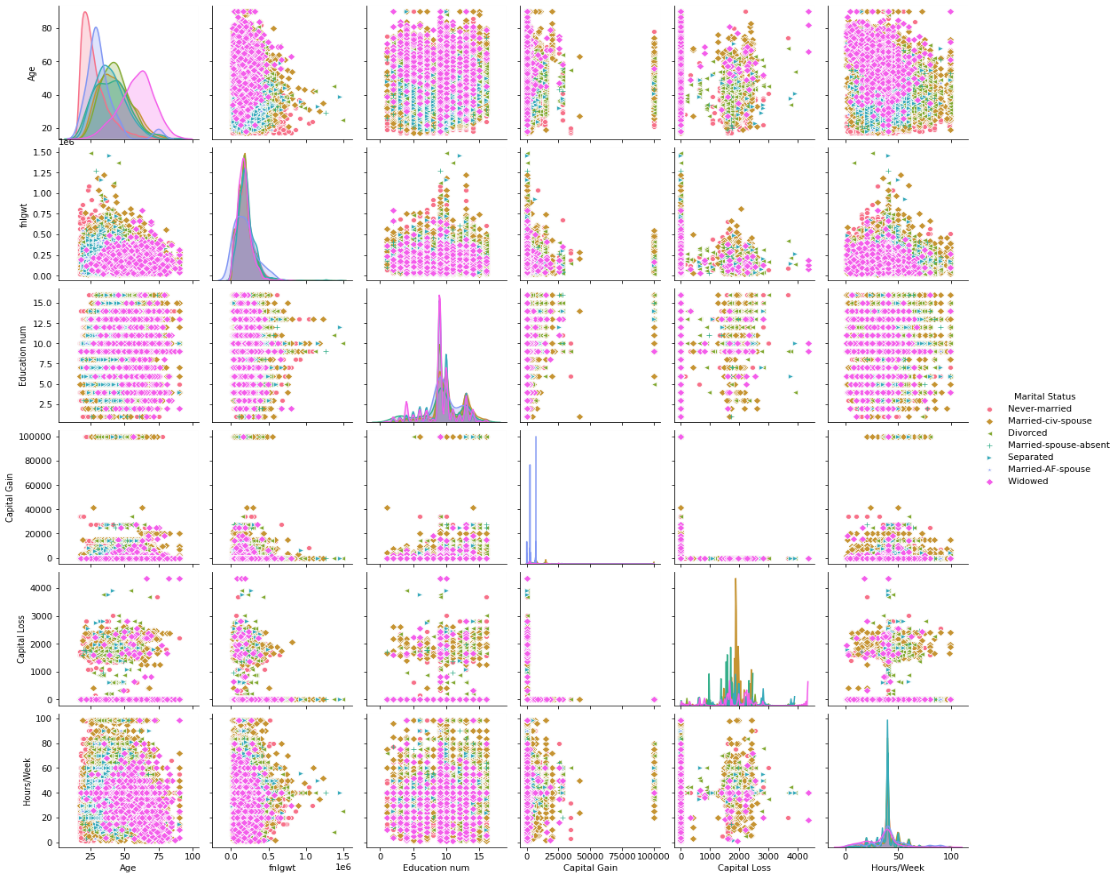 80
60
40
20
Age
1e6
1.50
1.25
1.00
0.75
0.50
0.25
0.00
fnlgwt
15.0
12.5
10.0
7.5
5.0
2.5
Education num
100000
80000
60000
40000
20000
0
Capital Gain
4000
3000
2000
1000
0
Capital Loss
100
80
60
40
20
0
Hours/Week
25 50 75 100
Age
0.0 0.5 1.0 1.5
1e6
fnlgwt
0 5 10 15
Education num
0 25000 50000 75000 100000
Capital Gain
0 1000 2000 3000 4000
Capital Loss
0 50 100
Hours/Week
Marital Status
Never-married
Married-civ-spouse
Divorced
Married-spouse-absent
Separated
Married-AF-spouse
Widowed